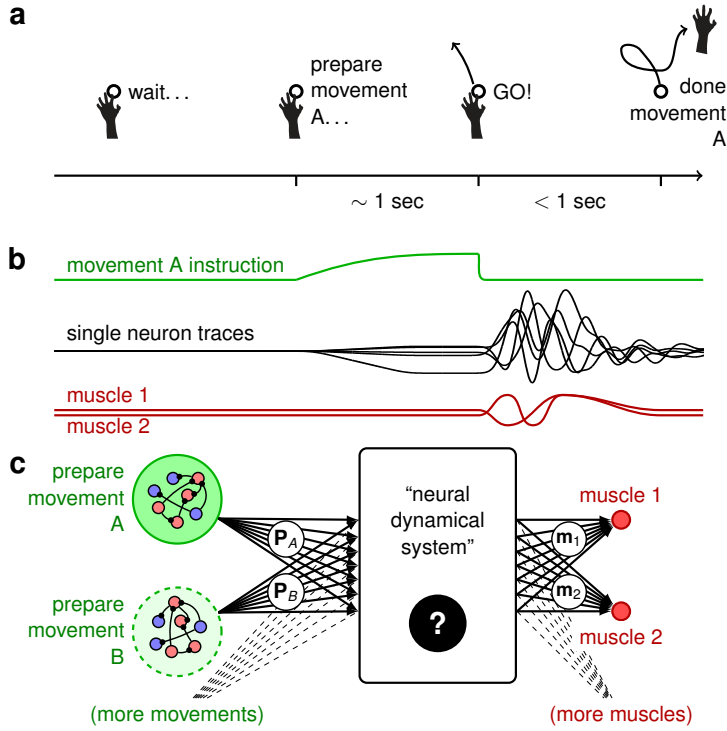 a
wait. . .
prepare
movement
A. . .
GO!
done
movement
A
∼ 1 sec
< 1 sec
b
movement A instruction
single neuron traces
muscle 1
muscle 2
c
prepare
movement
A
P_A
"neural
dynamical
system"
m_1
muscle 1
prepare
movement
B
P_B
?
m_2
muscle 2
(more movements)
(more muscles)